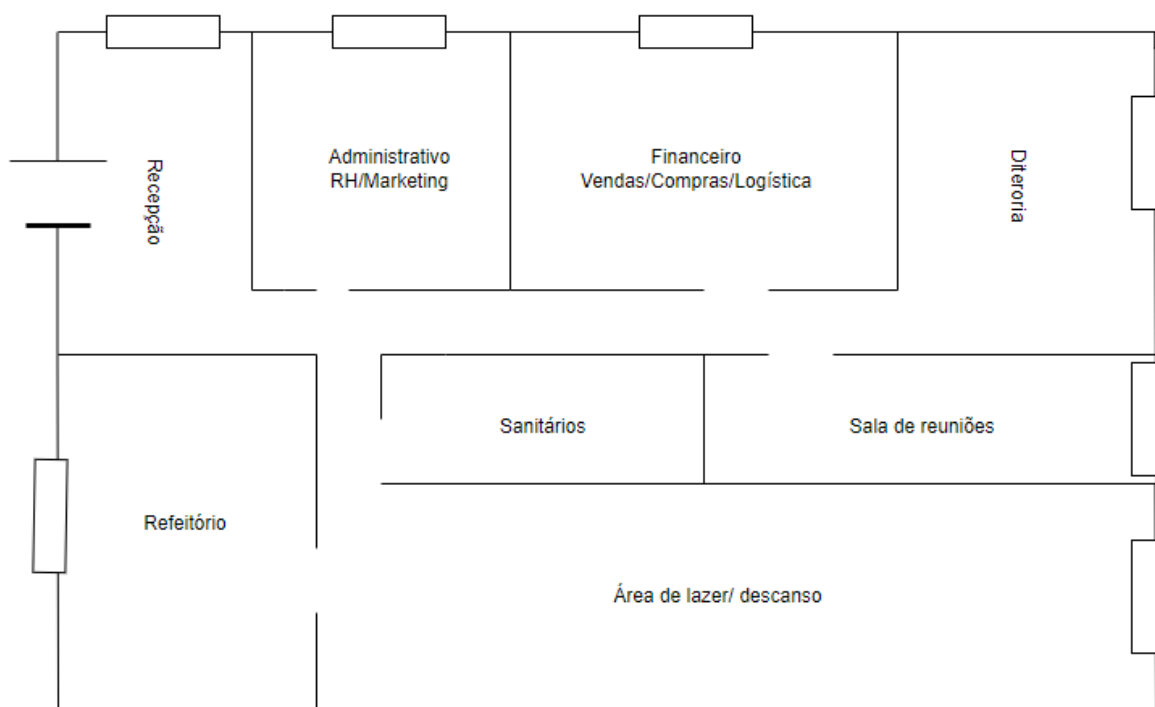 Recepção
Administrativo
RH/Marketing
Financeiro
Vendas/Compras/Logística
Diteroria
Sanitários
Sala de reuniões
Refeitório
Área de lazer/ descanso